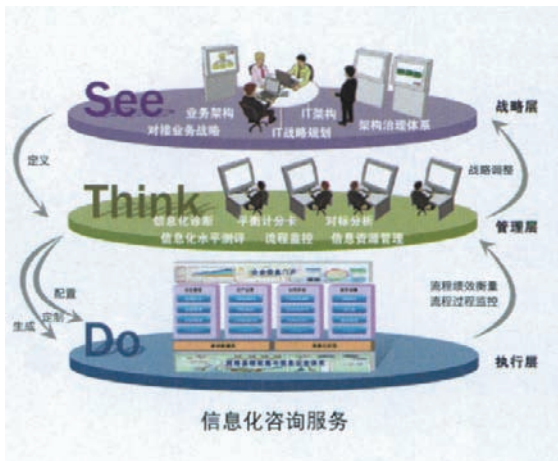 See
业务架构 IT架构
对接业务战略 IT战略规划 架构治理体系
战略层
定义
战略调整
Think
信息化诊断 平衡计分卡 对标分析
信息化水平测评 流程监控 信息资源管理
管理层
配置
定制
生成
流程绩效衡量
流程过程监控
Do
执行层
信息化咨询服务